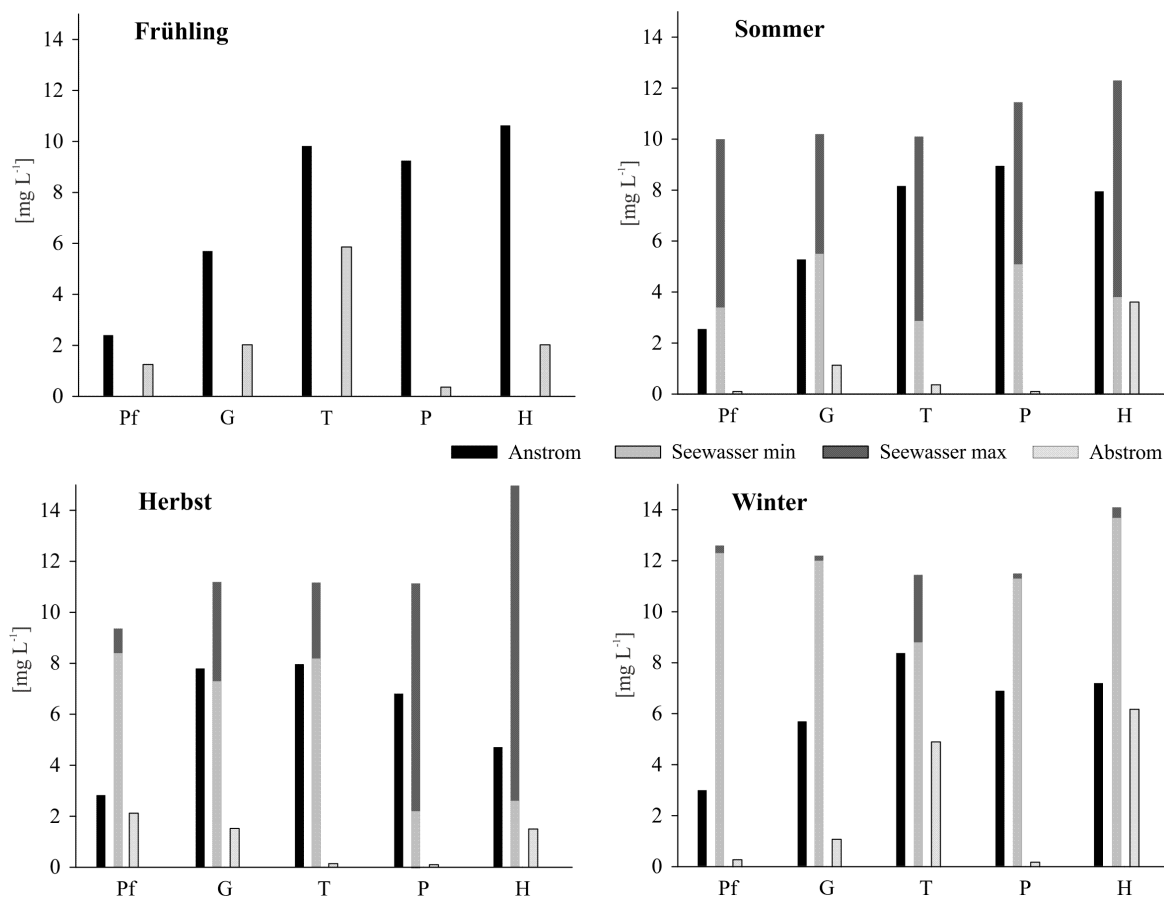 Frühling
14
12
10
8
6
4
2
0
[mg L-1]
Pf G T P H
Sommer
14
12
10
8
6
4
2
0
[mg L-1]
Pf G T P H
Anstrom Seewasser min Seewasser max Abstrom
Herbst
14
12
10
8
6
4
2
0
[mg L-1]
Pf G T P H
Winter
14
12
10
8
6
4
2
0
[mg L-1]
Pf G T P H